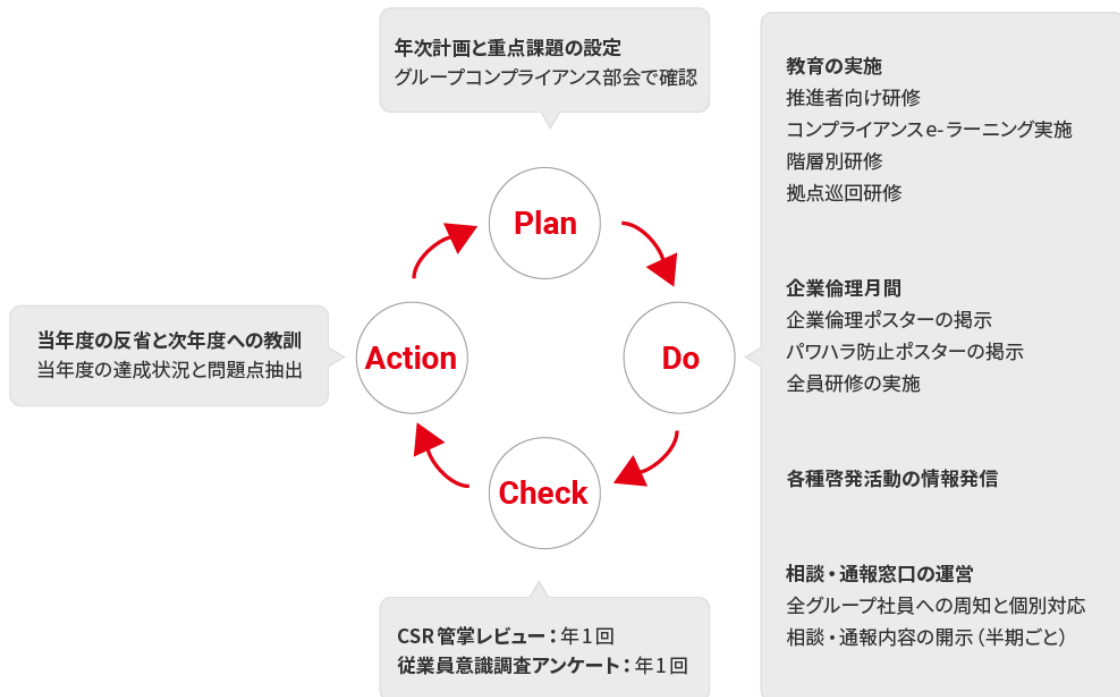 年次計画と重点課題の設定
グループコンプライアンス部会で確認
Plan
教育の実施
推進者向け研修
コンプライアンスe-ラーニング実施
階層別研修
拠点巡回研修
企業倫理月間
企業倫理ポスターの掲示
パワハラ防止ポスターの掲示
全員研修の実施
各種啓発活動の情報発信
相談・通報窓口の運営
全グループ社員への周知と個別対応
相談・通報内容の開示（半期ごと）
Do
Check
CSR管掌レビュー：年1回
従業員意識調査アンケート：年1回
Action
当年度の反省と次年度への教訓
当年度の達成状況と問題点抽出